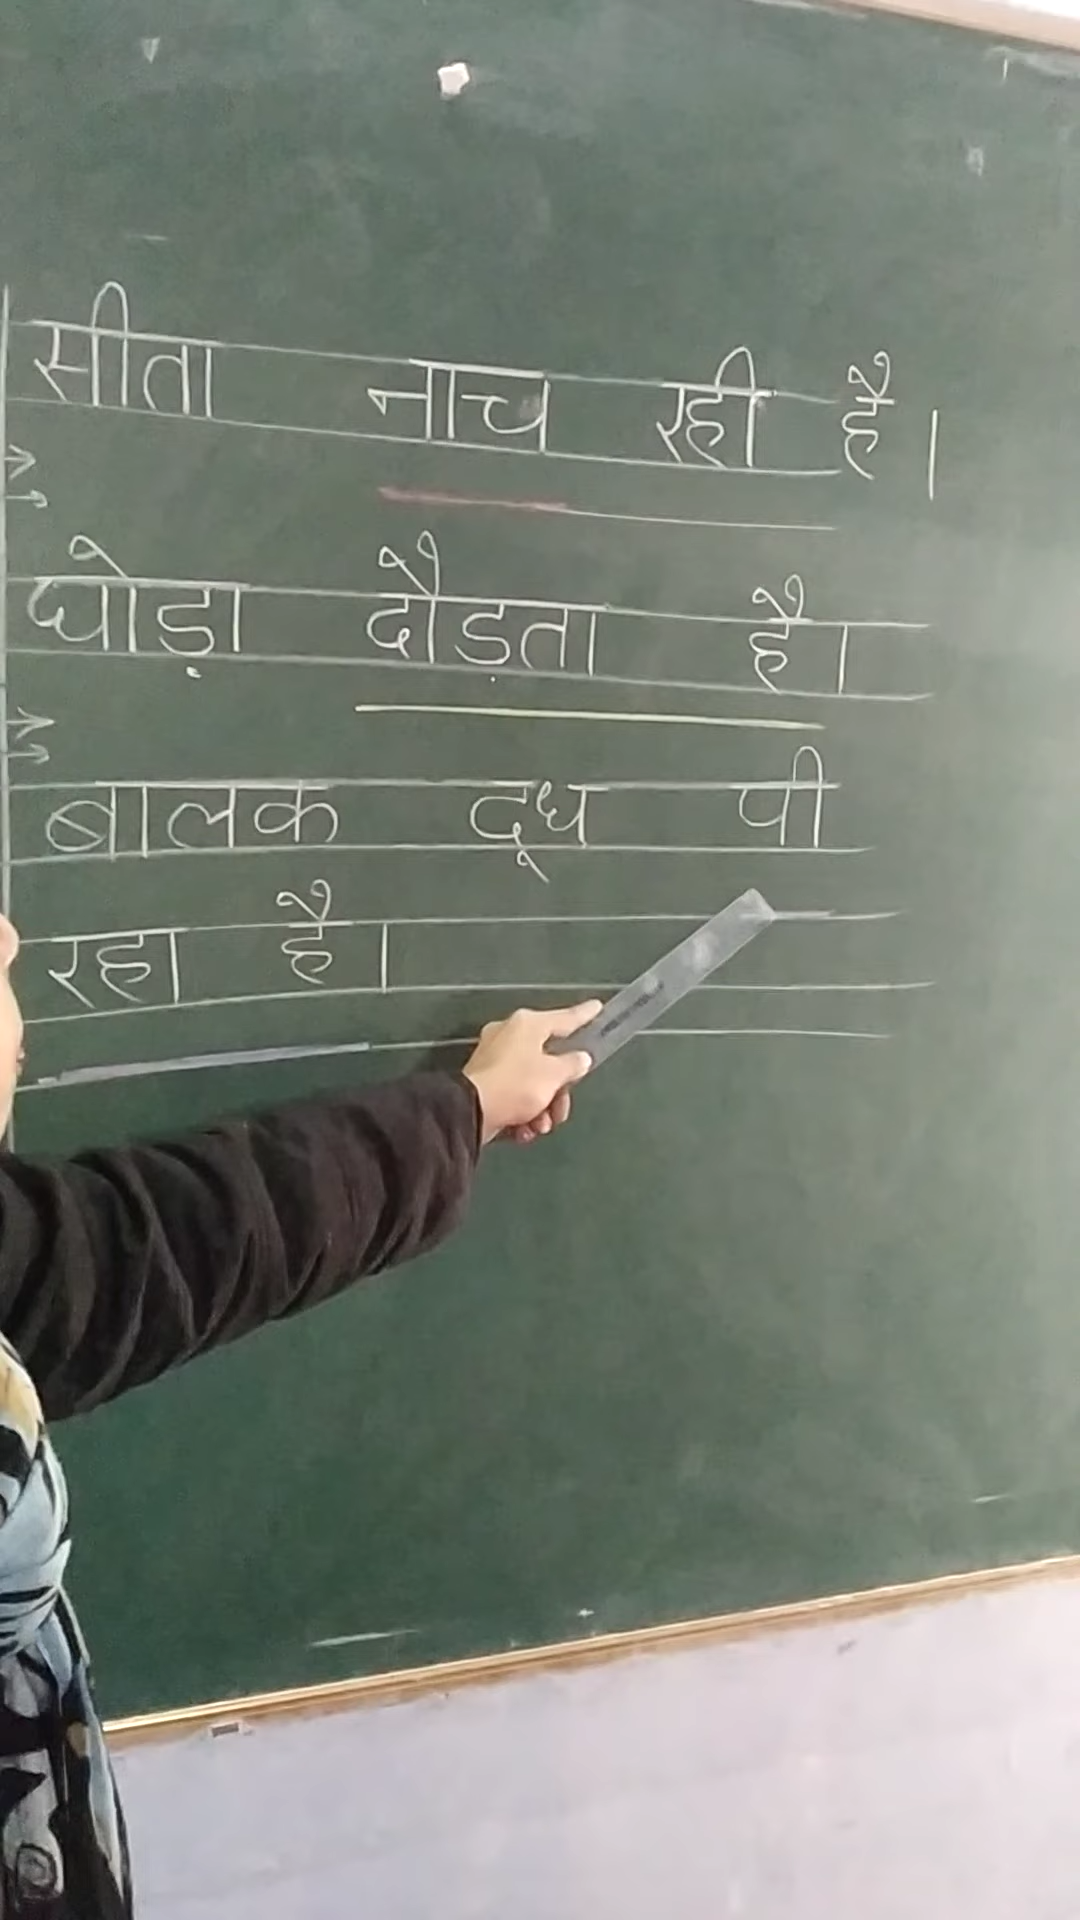 सीता नाच रही है।
घोड़ा दौड़ता है।
बालक दूध पी
रहा है।